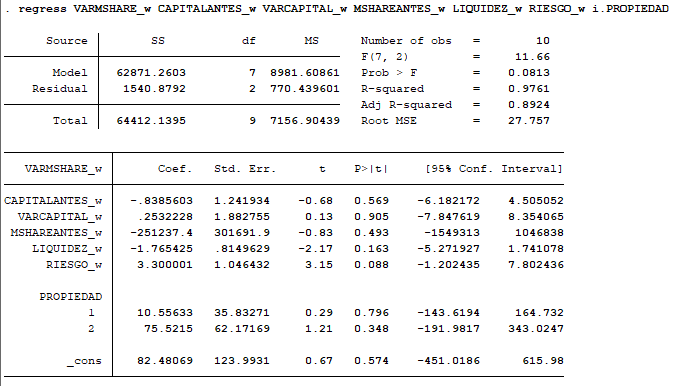 . regress VARMSHARE_w CAPITALANTES_w VARCAPITAL_w MSHAREANTES_w LIQUIDEZ_w RIESGO_w i.PROPIEDAD
Source SS df MS Number of obs = 10
F(7, 2) = 11.66
Model 62871.2603 7 8981.60861 Prob > F = 0.0813
Residual 1540.8792 2 770.439601 R-squared = 0.9761
Adj R-squared = 0.8924
Total 64412.1395 9 7156.90439 Root MSE = 27.757
VARMSHARE_w Coef. Std. Err. t P>|t| [95% Conf. Interval]
CAPITALANTES_w -.8385603 1.241934 -0.68 0.569 -6.182172 4.505052
VARCAPITAL_w .2532228 1.882755 0.13 0.905 -7.847619 8.354065
MSHAREANTES_w -251237.4 301691.9 -0.83 0.493 -1549313 1046838
LIQUIDEZ_w -1.765425 .8149629 -2.17 0.163 -5.271927 1.741078
RIESGO_w 3.300001 1.046432 3.15 0.088 -1.202435 7.802436
PROPIEDAD
1 10.55633 35.83271 0.29 0.796 -143.6194 164.732
2 75.5215 62.17169 1.21 0.348 -191.9817 343.0247
_cons 82.48069 123.9931 0.67 0.574 -451.0186 615.98